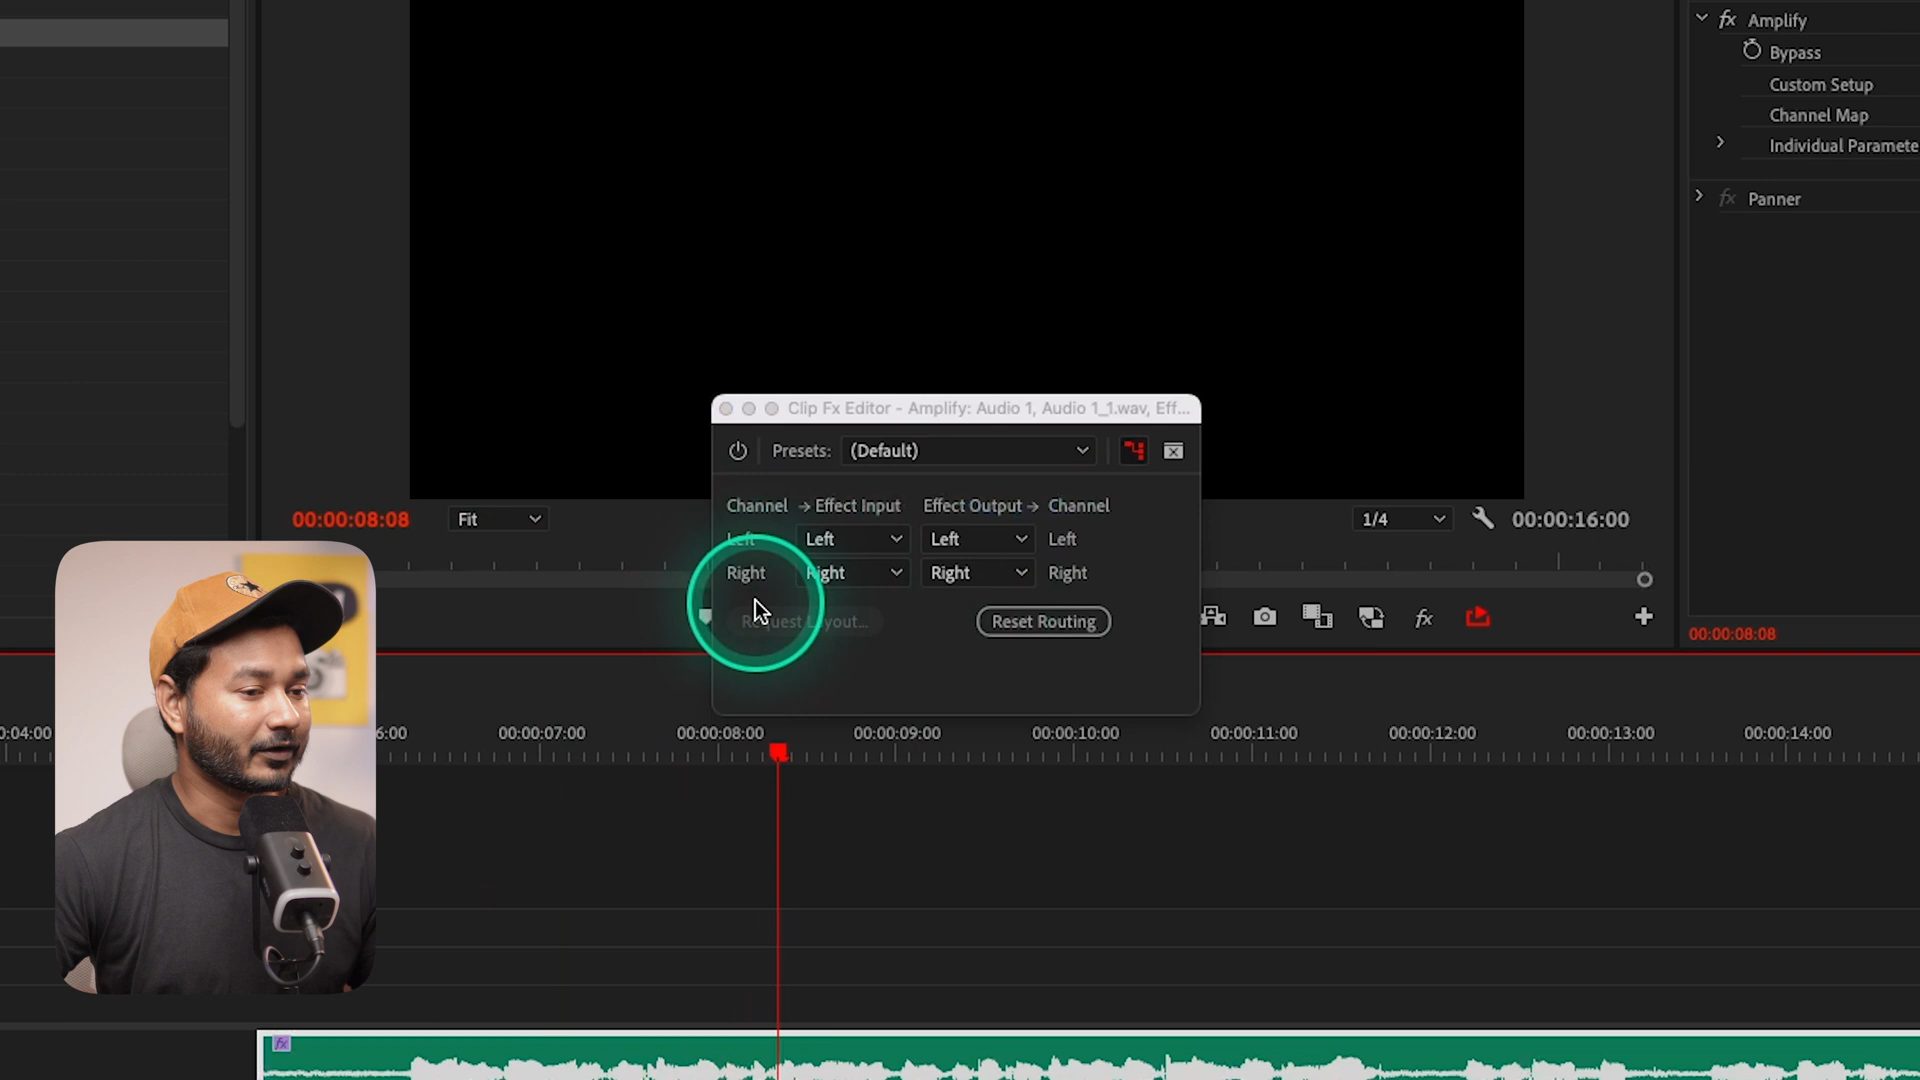 Amplify
Bypass
Custom Setup
Channel Map
Individual Paramete
Panner
Clip Fx Editor - Amplify: Audio 1, Audio 1_1.wav, Eff...
Presets: (Default)
Channel → Effect Input Effect Output → Channel
Left Left Left Left
Right Right Right Right
Request Layout... Reset Routing
00:00:08:08 Fit 1/4 00:00:16:00
fx
00:00:08:08
0:04:00 6:00 00:00:07:00 00:00:08:00 00:00:09:00 00:00:10:00 00:00:11:00 00:00:12:00 00:00:13:00 00:00:14:00
fx